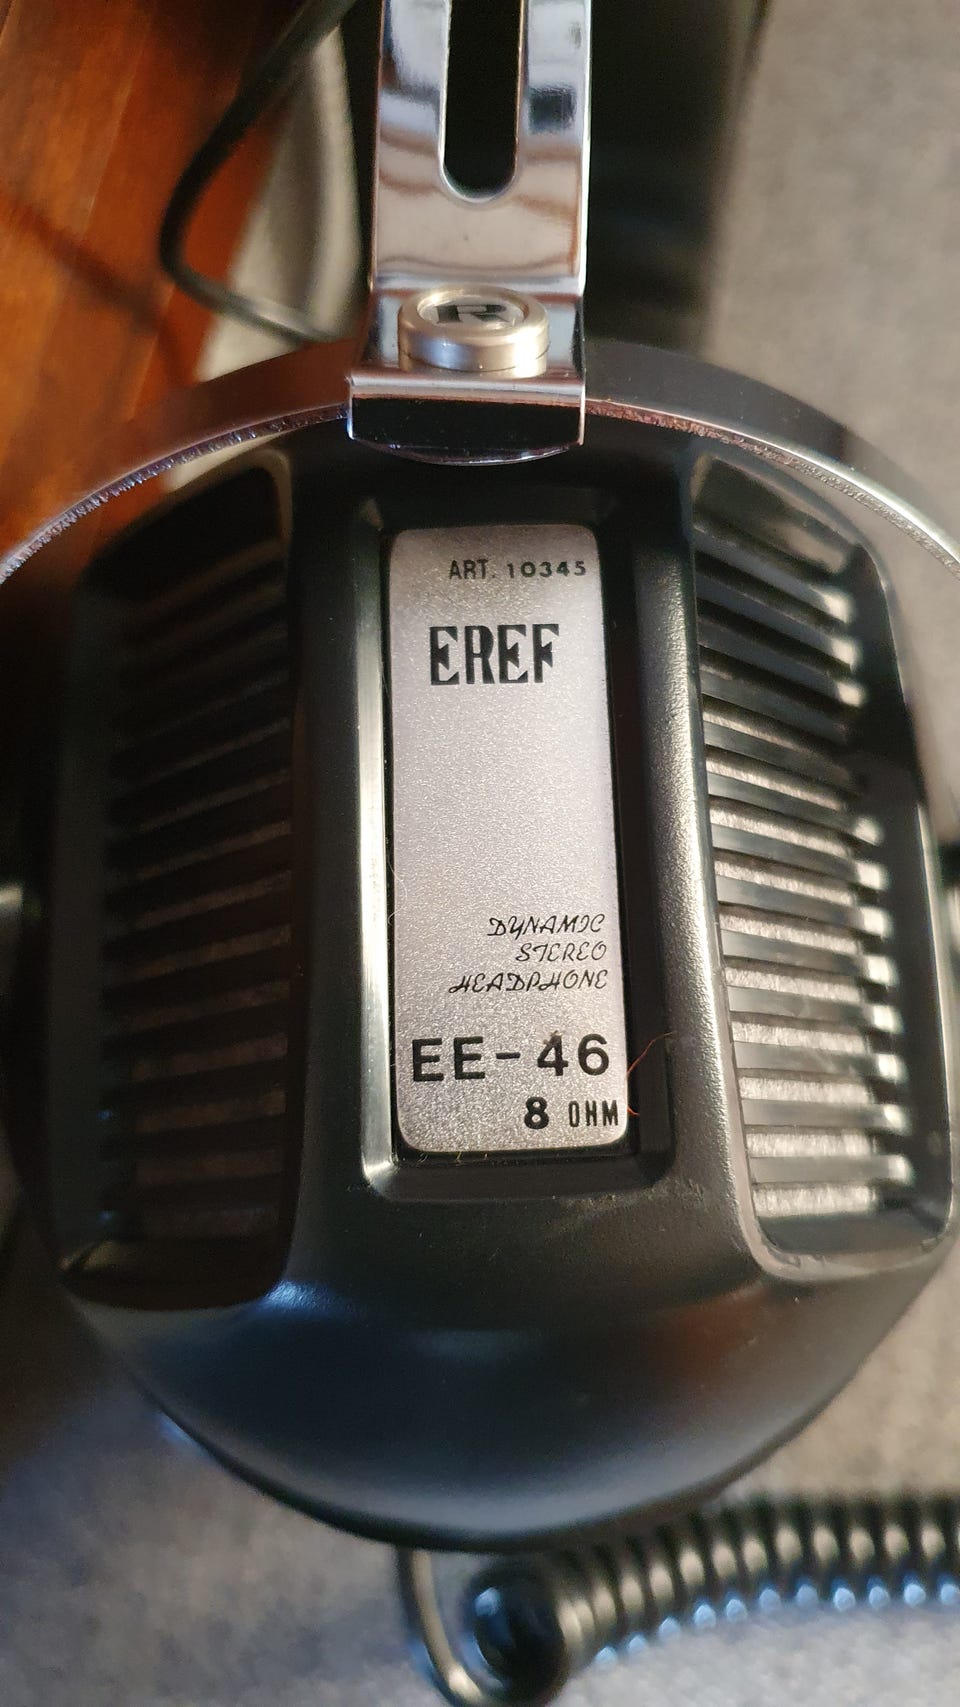 R
ART. 10345
EREF
DYNAMIC
STEREO
HEADPHONE
EE-46
8 OHM